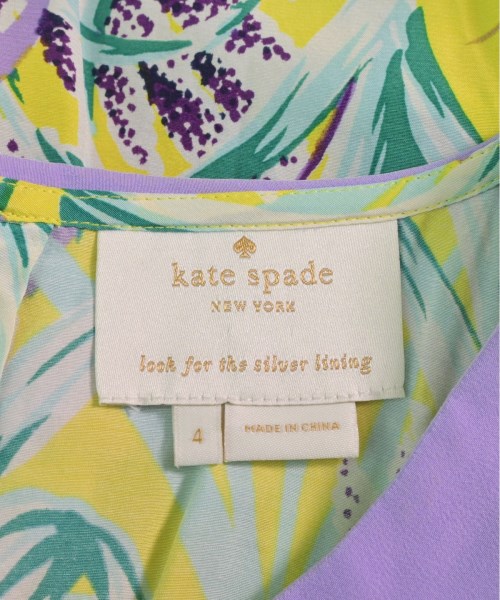 kate spade
NEW YORK
look for the silver lining
4
MADE IN CHINA